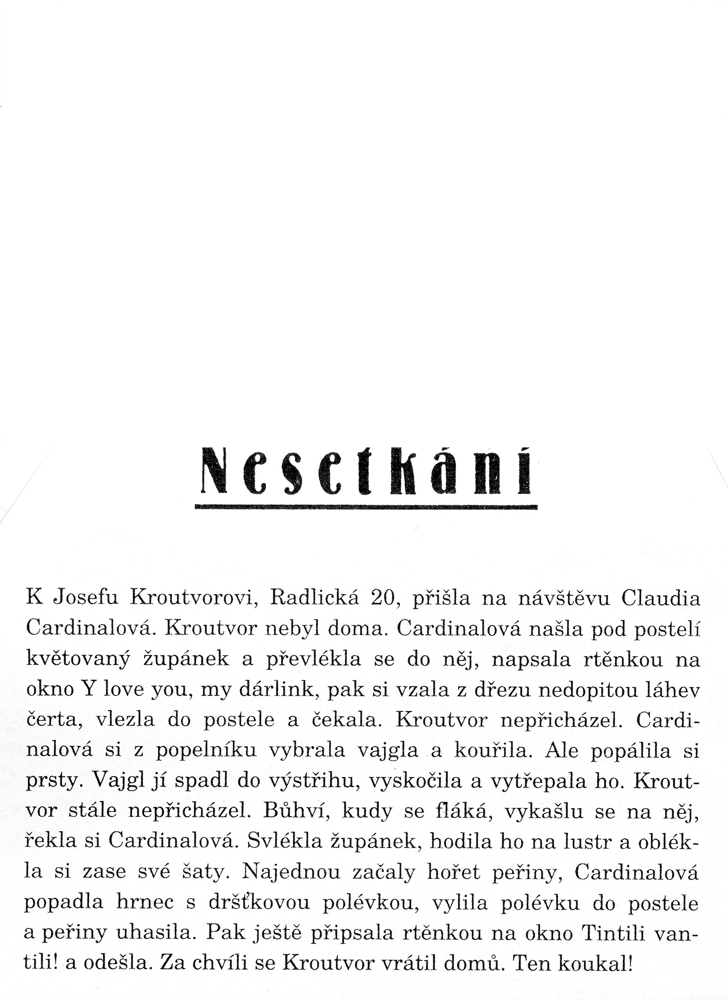 Nesetkání
K Josefu Kroutvorovi, Radlická 20, přišla na návštěvu Claudia
Cardinalová. Kroutvor nebyl doma. Cardinalová našla pod postelí
květovaný župánek a převlékla se do něj, napsala rtěnkou na
okno Y love you, my dárlink, pak si vzala z dřezu nedopitou láhev
čerta, vlezla do postele a čekala. Kroutvor nepřicházel. Cardi-
nalová si z popelníku vybrala vajgla a kouřila. Ale popálila si
prsty. Vajgl jí spadl do výstřihu, vyskočila a vytřepala ho. Krout-
vor stále nepřicházel. Bůhví, kudy se fláká, vykašlu se na něj,
řekla si Cardinalová. Svlékla župánek, hodila ho na lustr a oblék-
la si zase své šaty. Najednou začaly hořet peřiny, Cardinalová
popadla hrnec s dršťkovou polévkou, vylila polévku do postele
a peřiny uhasila. Pak ještě připsala rtěnkou na okno Tintili van-
tili! a odešla. Za chvíli se Kroutvor vrátil domů. Ten koukal!